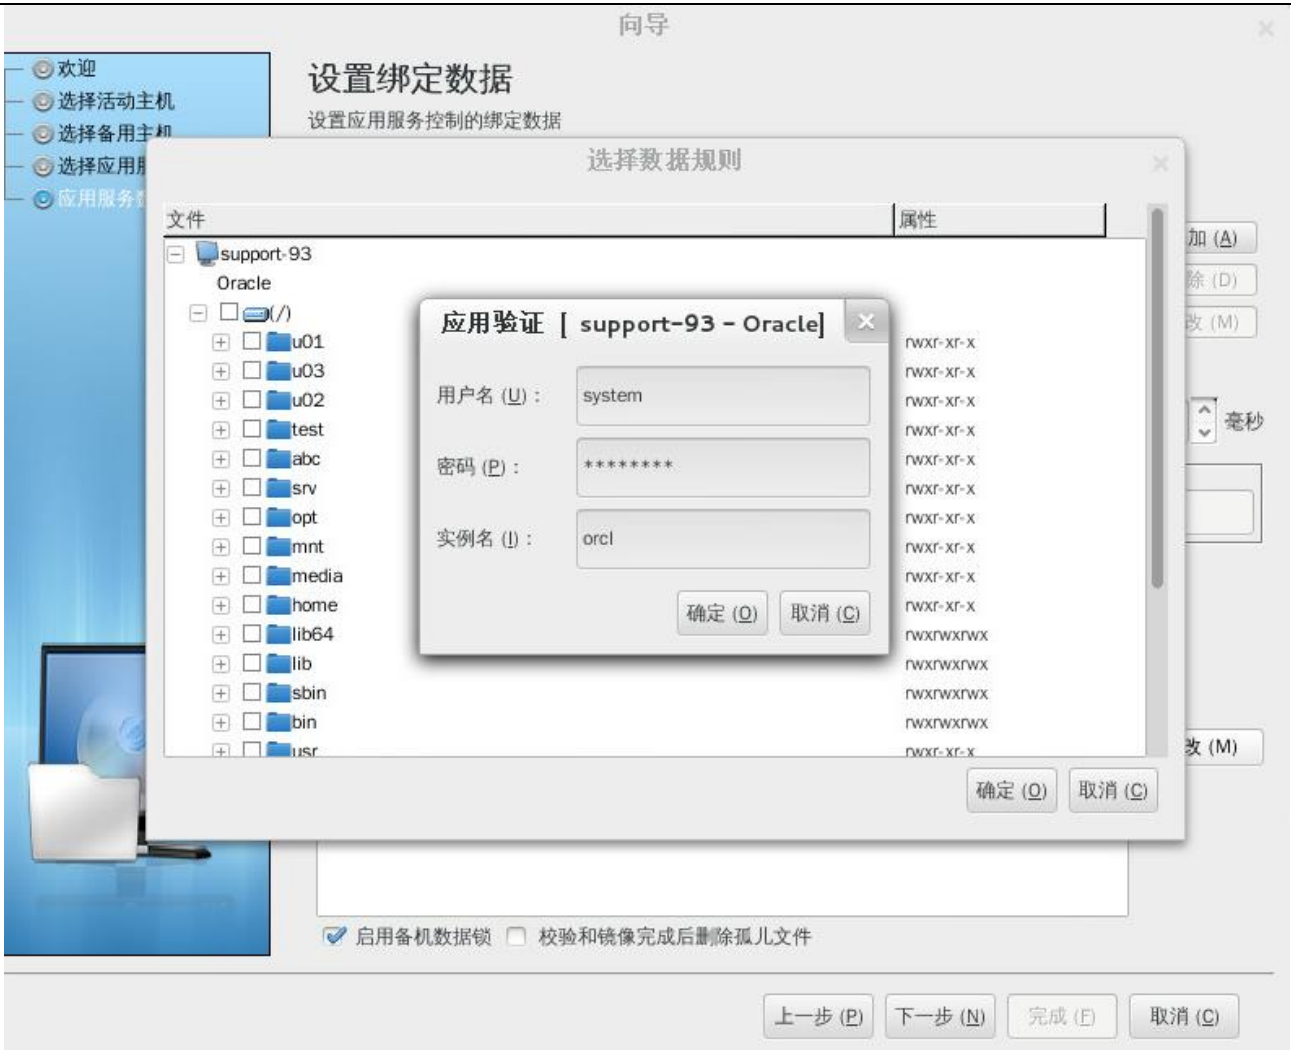 向导
欢迎
选择活动主机
选择备用主机
选择应用
应用服务
设置绑定数据
设置应用服务控制的绑定数据
选择数据规则
文件 属性
support-93
Oracle
(/)
u01 rwxr-xr-x
u03 rwxr-xr-x
u02 rwxr-xr-x
test rwxr-xr-x
abc rwxr-xr-x
srv rwxr-xr-x
opt rwxr-xr-x
mnt rwxr-xr-x
media rwxr-xr-x
home rwxr-xr-x
lib64 rwxrwxrwx
lib rwxrwxrwx
sbin rwxrwxrwx
bin rwxrwxrwx
usr rwxr-xr-x
应用验证 [ support-93 - Oracle]
用户名 (U) : system
密码 (P) : ********
实例名 (I) : orcl
确定 (O) 取消 (C)
确定 (O) 取消 (C)
加 (A)
除 (D)
改 (M)
毫秒
改 (M)
启用备机数据锁 校验和镜像完成后删除孤儿文件
上一步 (P) 下一步 (N) 完成 (F) 取消 (C)